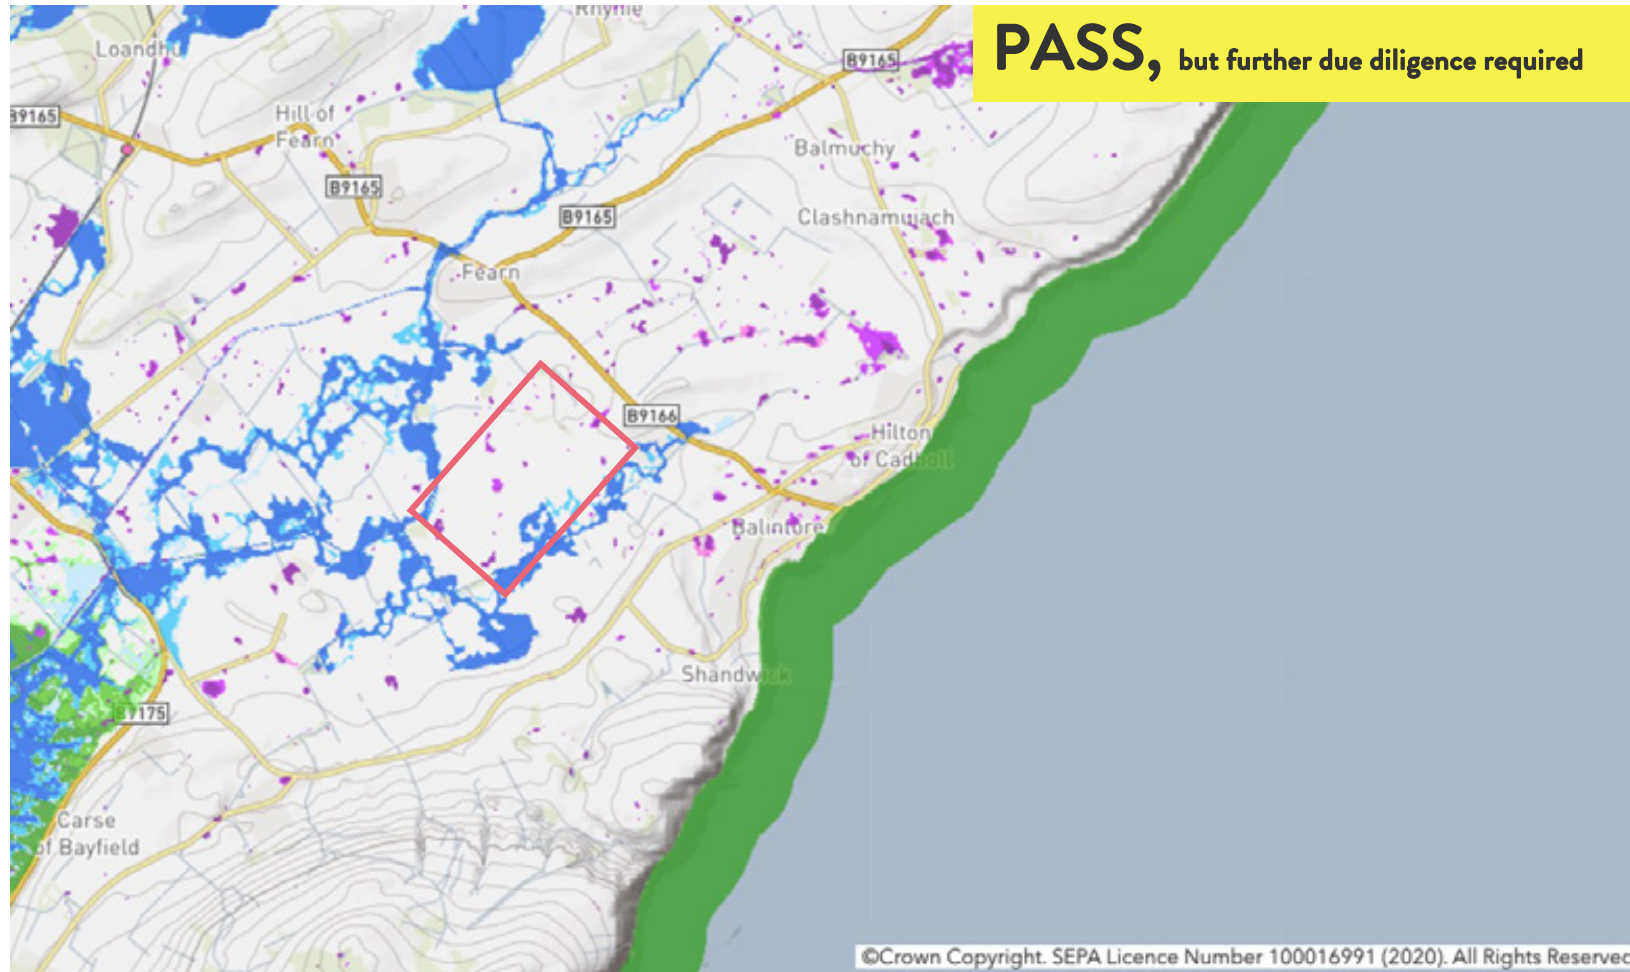 Rhynie
PASS, but further due diligence required
Loandhu
B9165
B9165
Hill of
Fearn
Balmuchy
B9165
B9165
Clashnamuiach
Fearn
B9166
Hilton
of Cadboll
Balintore
Shandwick
B9175
Carse
of Bayfield
©Crown Copyright. SEPA Licence Number 100016991 (2020). All Rights Reserved